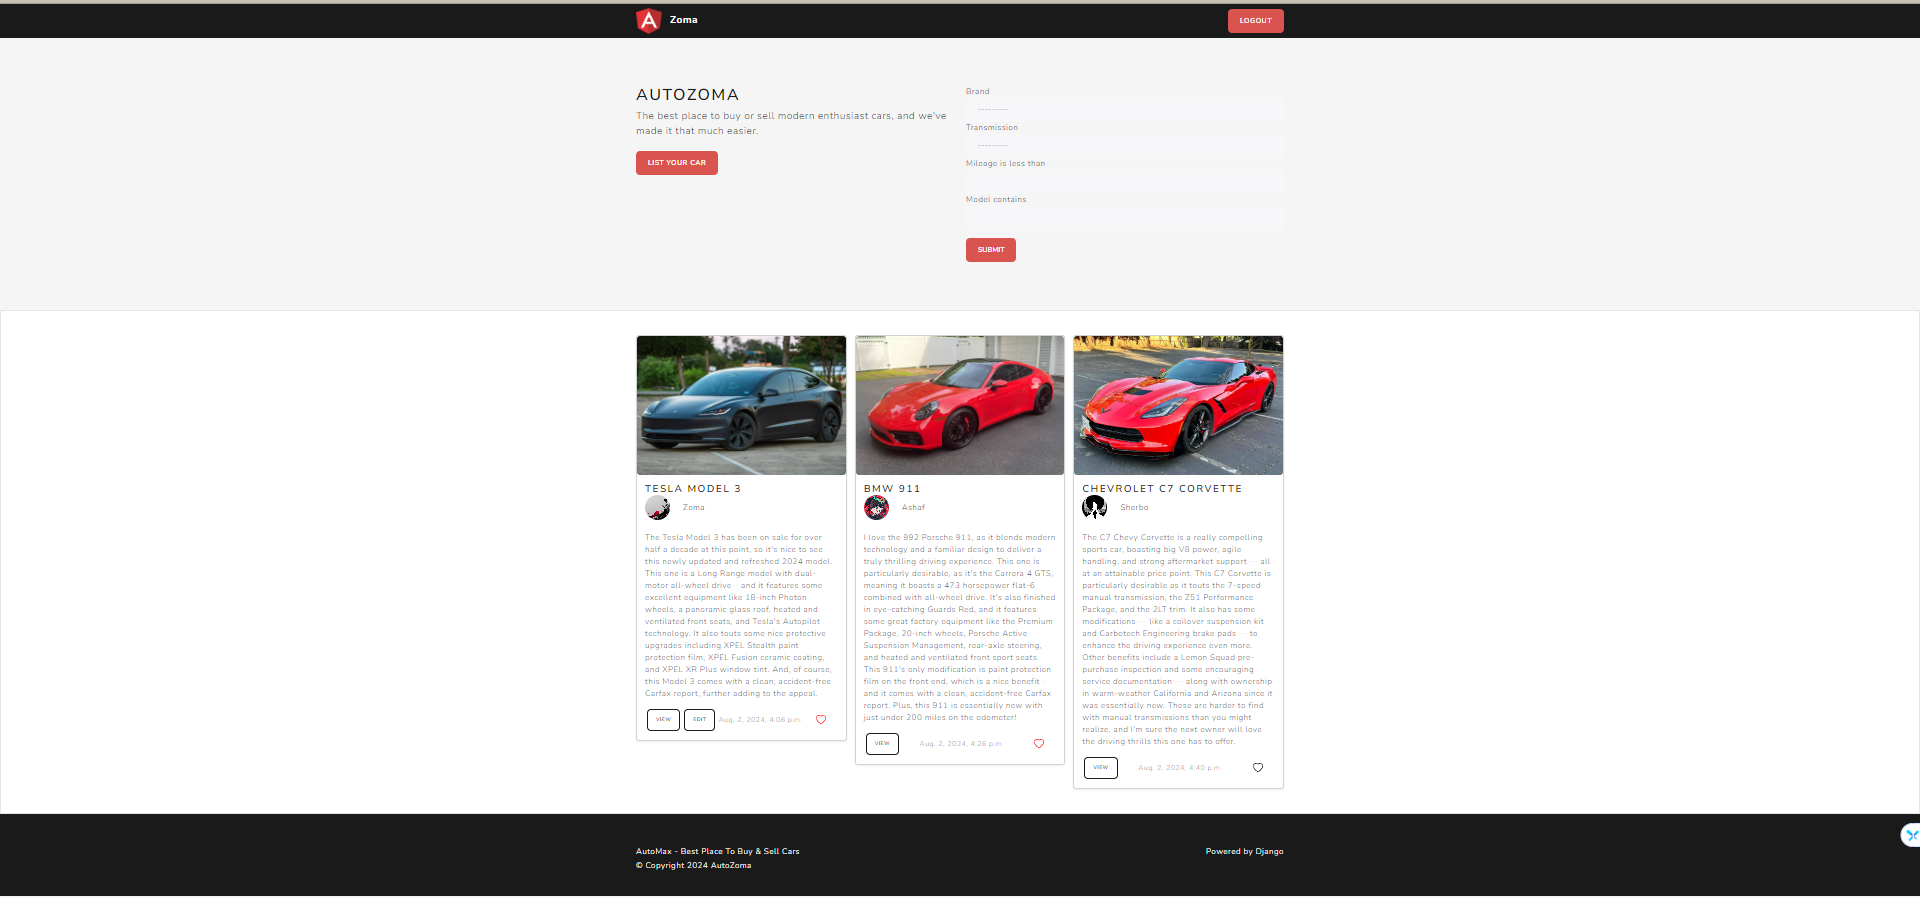 Zoma
LOGOUT
AUTOZOMA
The best place to buy or sell modern enthusiast cars, and we've
made it that much easier.
LIST YOUR CAR
Brand
---------
Transmission
---------
Mileage is less than
Model contains
SUBMIT
TESLA MODEL 3
Zoma
The Tesla Model 3 has been on sale for over
half a decade at this point, so it's nice to see
this newly updated and refreshed 2024 model.
This one is a Long Range model with dual-
motor all-wheel drive – and it features some
excellent equipment like 18-inch Photon
wheels, a panoramic glass roof, heated and
ventilated front seats, and Tesla's Autopilot
technology. It also touts some nice protective
upgrades including XPEL Stealth paint
protection film, XPEL Fusion ceramic coating,
and XPEL XR Plus window tint. And, of course,
this Model 3 comes with a clean, accident-free
Carfax report, further adding to the appeal.
VIEW
EDIT
Aug. 2, 2024, 4:06 p.m.
BMW 911
Ashaf
I love the 992 Porsche 911, as it blends modern
technology and a familiar design to deliver a
truly thrilling driving experience. This one is
particularly desirable, as it's the Carrera 4 GTS,
meaning it boasts a 473 horsepower flat-6
combined with all-wheel drive. It's also finished
in eye-catching Guards Red, and it features
some great factory equipment like the Premium
Package, 20-inch wheels, Porsche Active
Suspension Management, rear-axle steering,
and heated and ventilated front sport seats.
This 911's only modification is paint protection
film on the front end, which is a nice benefit –
and it comes with a clean, accident-free Carfax
report. Plus, this 911 is essentially new with
just under 200 miles on the odometer!
VIEW
Aug. 2, 2024, 4:26 p.m.
CHEVROLET C7 CORVETTE
Sherbo
The C7 Chevy Corvette is a really compelling
sports car, boasting big V8 power, agile
handling, and strong aftermarket support — all
at an attainable price point. This C7 Corvette is
particularly desirable as it touts the 7-speed
manual transmission, the Z51 Performance
Package, and the 2LT trim. It also has some
modifications — like a coilover suspension kit
and Carbotech Engineering brake pads — to
enhance the driving experience even more.
Other benefits include a Lemon Squad pre-
purchase inspection and some encouraging
service documentation — along with ownership
in warm-weather California and Arizona since it
was essentially new. These are harder to find
with manual transmissions than you might
realize, and I'm sure the next owner will love
the driving thrills this one has to offer.
VIEW
Aug. 2, 2024, 4:40 p.m.
AutoMax - Best Place To Buy & Sell Cars
© Copyright 2024 AutoZoma
Powered by Django